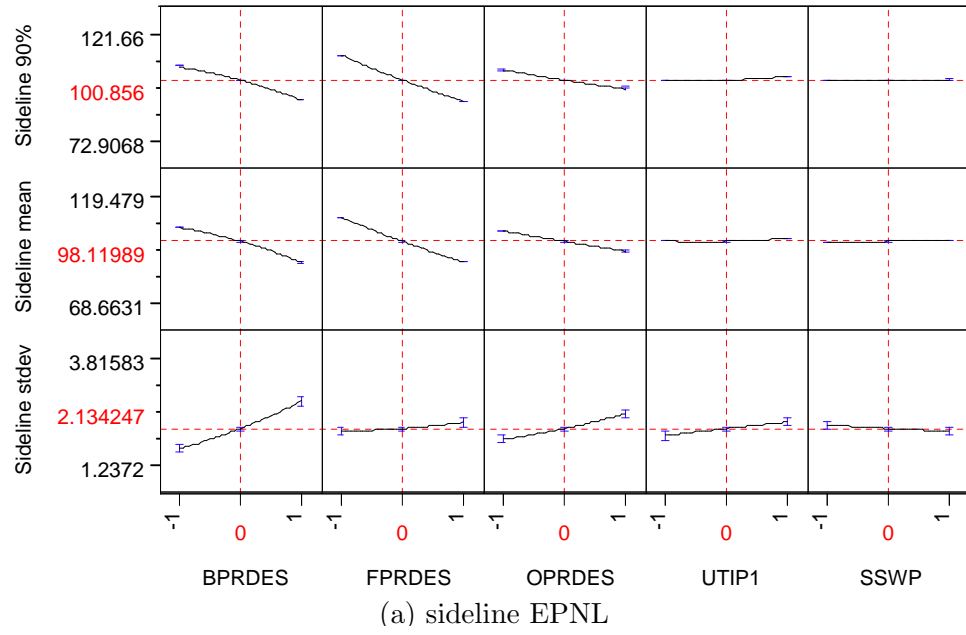 Sideline 90%
121.66
100.856
72.9068
Sideline mean
119.479
98.11989
68.6631
Sideline stdev
3.81583
2.134247
1.2372
-1 0 1 -1 0 1 -1 0 1 -1 0 1 -1 0 1
BPRDES FPRDES OPRDES UTIP1 SSWP
(a) sideline EPNL